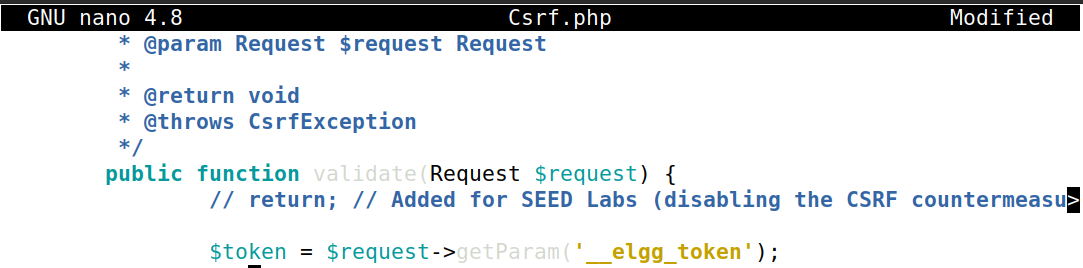 GNU nano 4.8 Csrf.php Modified
* @param Request $request Request
*
* @return void
* @throws CsrfException
*/
public function validate(Request $request) {
// return; // Added for SEED Labs (disabling the CSRF countermeasu>
$token = $request->getParam('__elgg_token');